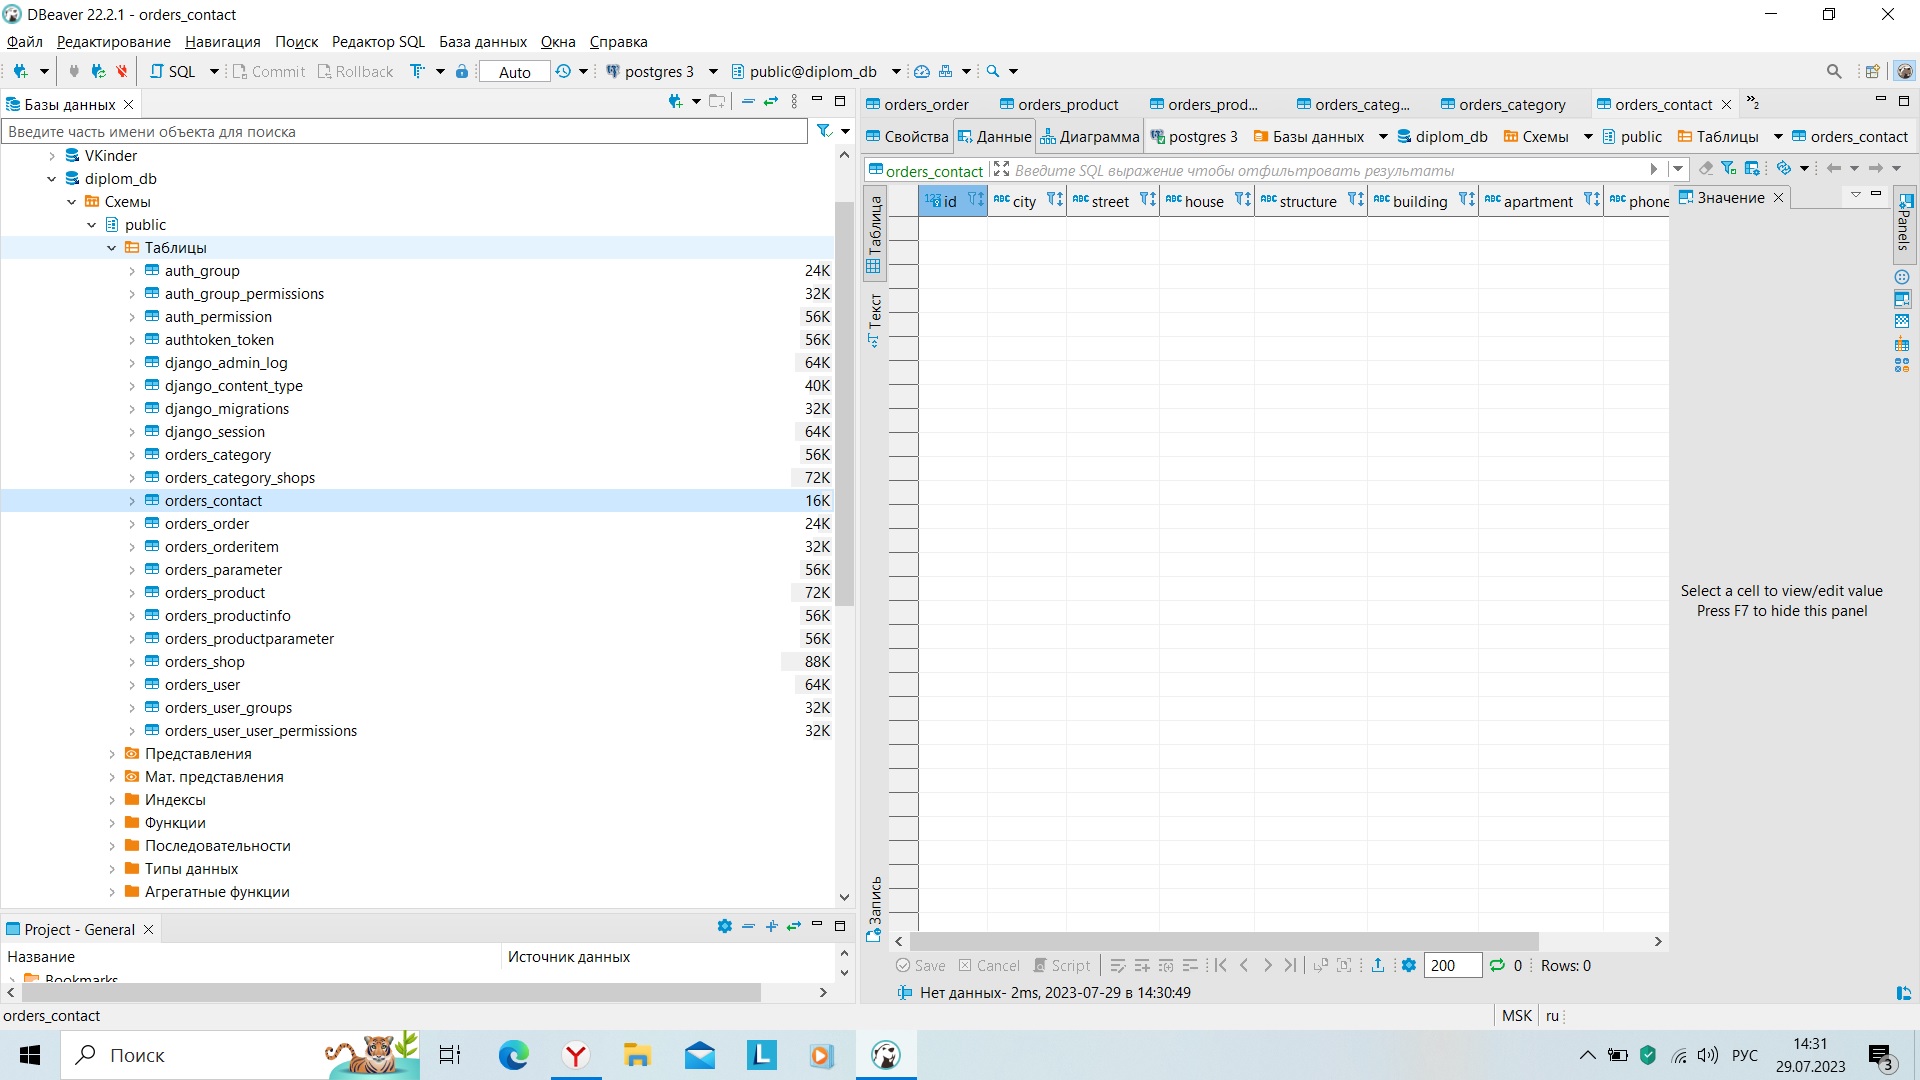 DBeaver 22.2.1 - orders_contact
Файл Редактирование Навигация Поиск Редактор SQL База данных Окна Справка
SQL Commit Rollback Auto postgres 3 public@diplom_db
Базы данных
Введите часть имени объекта для поиска
VKinder
diplom_db
Схемы
public
Таблицы
auth_group 24K
auth_group_permissions 32K
auth_permission 56K
authtoken_token 56K
django_admin_log 64K
django_content_type 40K
django_migrations 32K
django_session 64K
orders_category 56K
orders_category_shops 72K
orders_contact 16K
orders_order 24K
orders_orderitem 32K
orders_parameter 56K
orders_product 72K
orders_productinfo 56K
orders_productparameter 56K
orders_shop 88K
orders_user 64K
orders_user_groups 32K
orders_user_user_permissions 32K
Представления
Мат. представления
Индексы
Функции
Последовательности
Типы данных
Агрегатные функции
Project - General
Название Источник данных
Bookmarks
orders_order orders_product orders_prod... orders_categ... orders_category orders_contact »2
Свойства Данные Диаграмма postgres 3 Базы данных diplom_db Схемы public Таблицы orders_contact
orders_contact Введите SQL выражение чтобы отфильтровать результаты
123 id ABC city ABC street ABC house ABC structure ABC building ABC apartment ABC phone
Таблица
Текст
Запись
Значение
Panels
Select a cell to view/edit value
Press F7 to hide this panel
Save Cancel Script 200 0 Rows: 0
Нет данных- 2ms, 2023-07-29 в 14:30:49
orders_contact MSK ru
Поиск L Y РУС 14:31
29.07.2023 3